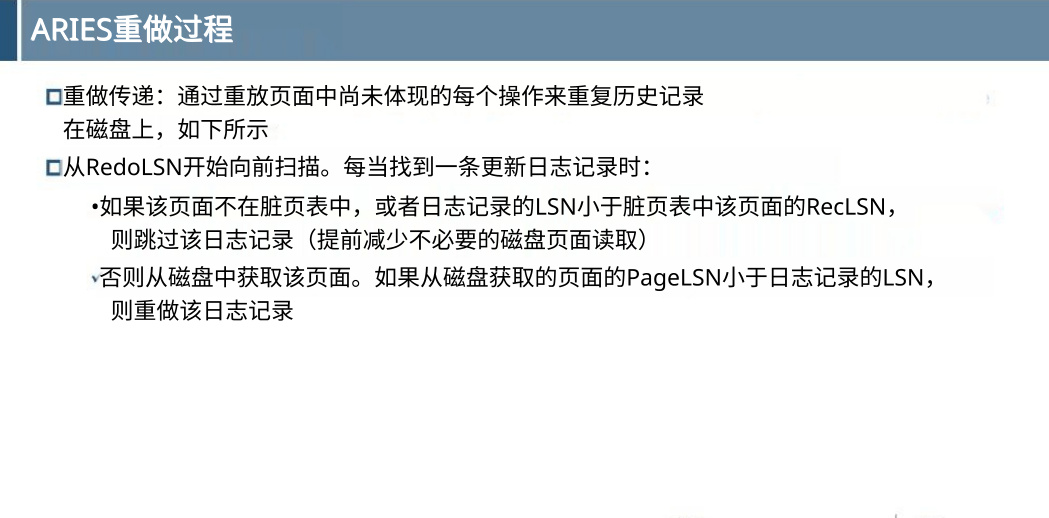 ARIES重做过程
重做传递：通过重放页面中尚未体现的每个操作来重复历史记录
在磁盘上，如下所示
从RedoLSN开始向前扫描。每当找到一条更新日志记录时：
•如果该页面不在脏页表中，或者日志记录的LSN小于脏页表中该页面的RecLSN，
则跳过该日志记录（提前减少不必要的磁盘页面读取）
否则从磁盘中获取该页面。如果从磁盘获取的页面的PageLSN小于日志记录的LSN，
则重做该日志记录